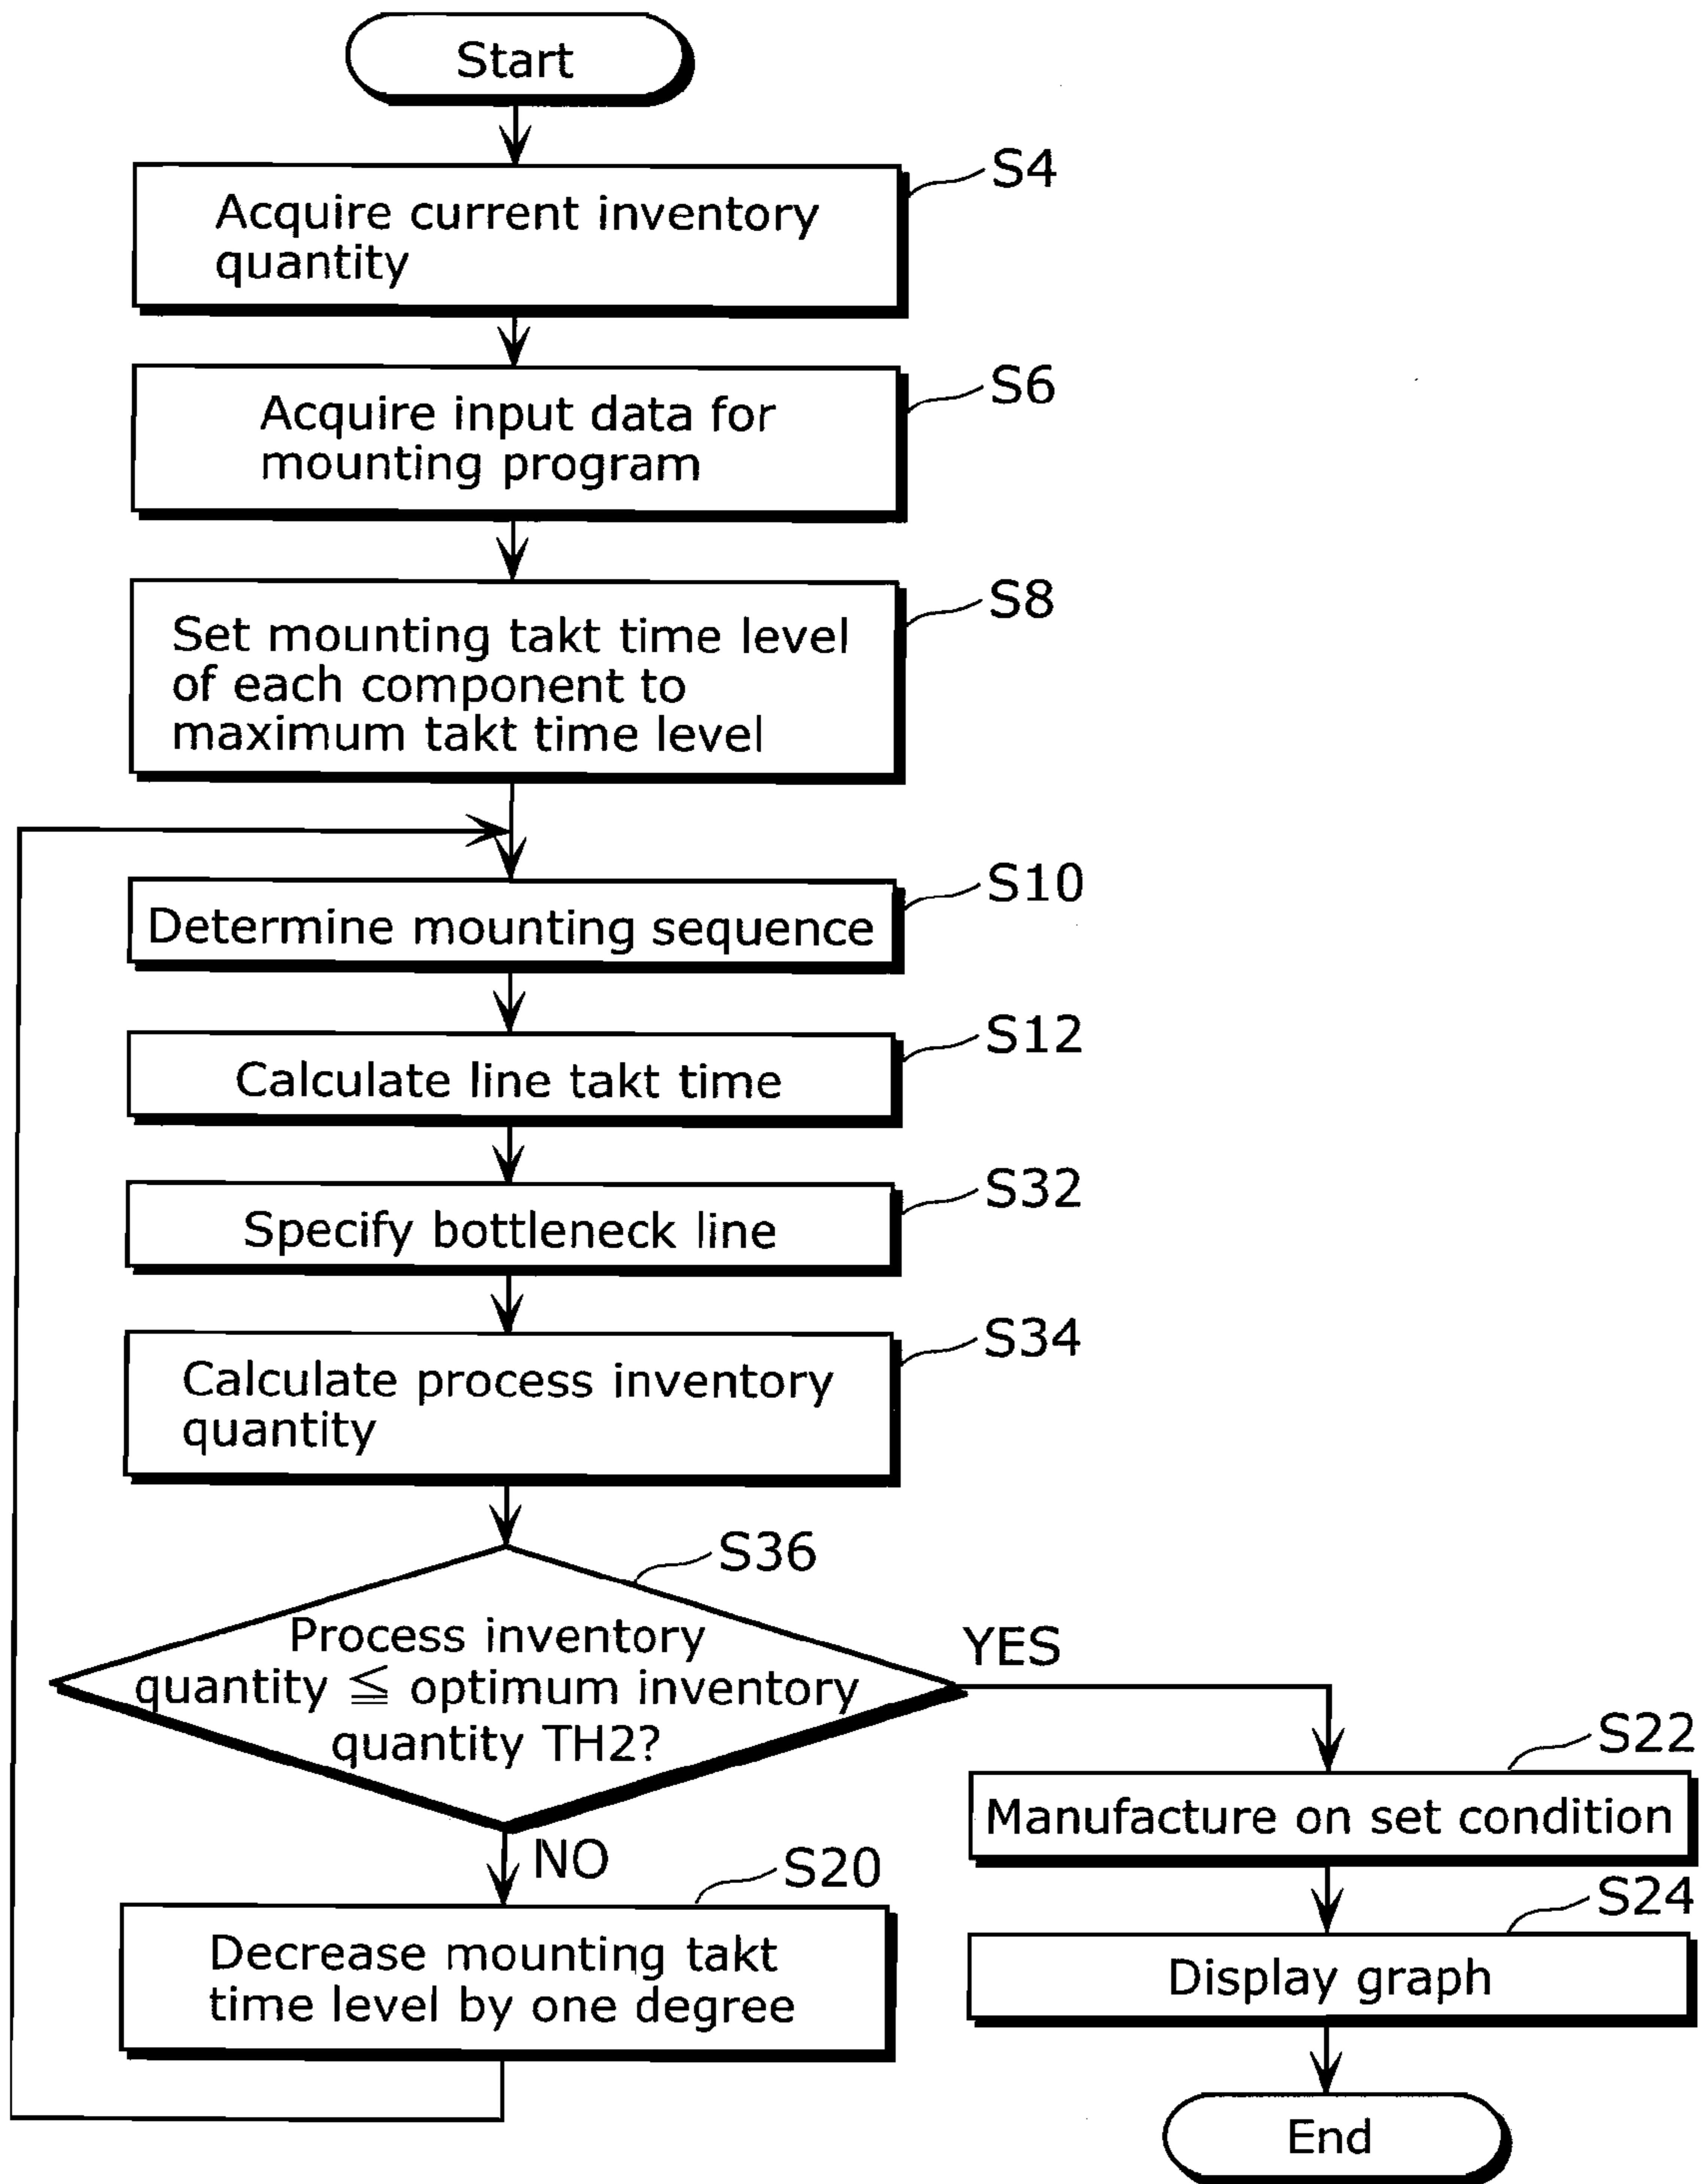 Start
S4
Acquire current inventory
quantity
S6
Acquire input data for
mounting program
S8
Set mounting takt time level
of each component to
maximum takt time level
S10
Determine mounting sequence
S12
Calculate line takt time
S32
Specify bottleneck line
S34
Calculate process inventory
quantity
S36
Process inventory
quantity ≦ optimum inventory
quantity TH2?
YES
NO
S20
Decrease mounting takt
time level by one degree
S22
Manufacture on set condition
S24
Display graph
End